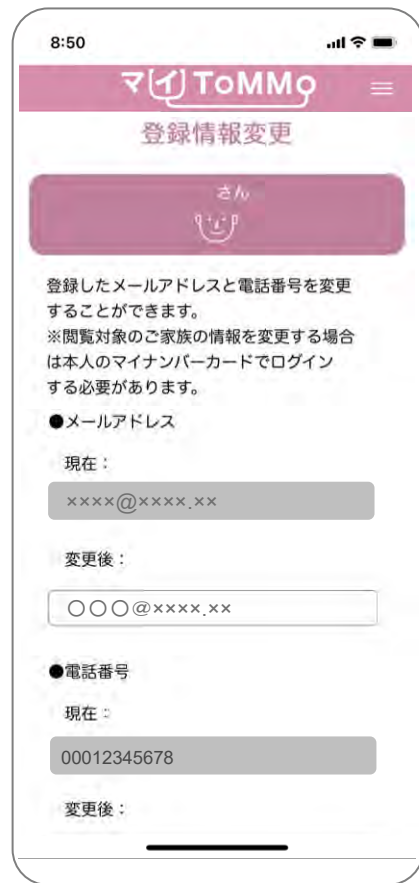 8:50
マ[イ]ToMMo
登録情報変更
さん
登録したメールアドレスと電話番号を変更
することができます。
※閲覧対象のご家族の情報を変更する場合
は本人のマイナンバーカードでログイン
する必要があります。
●メールアドレス
現在：
××××@××××.××
変更後：
〇〇〇@××××.××
●電話番号
現在：
00012345678
変更後：